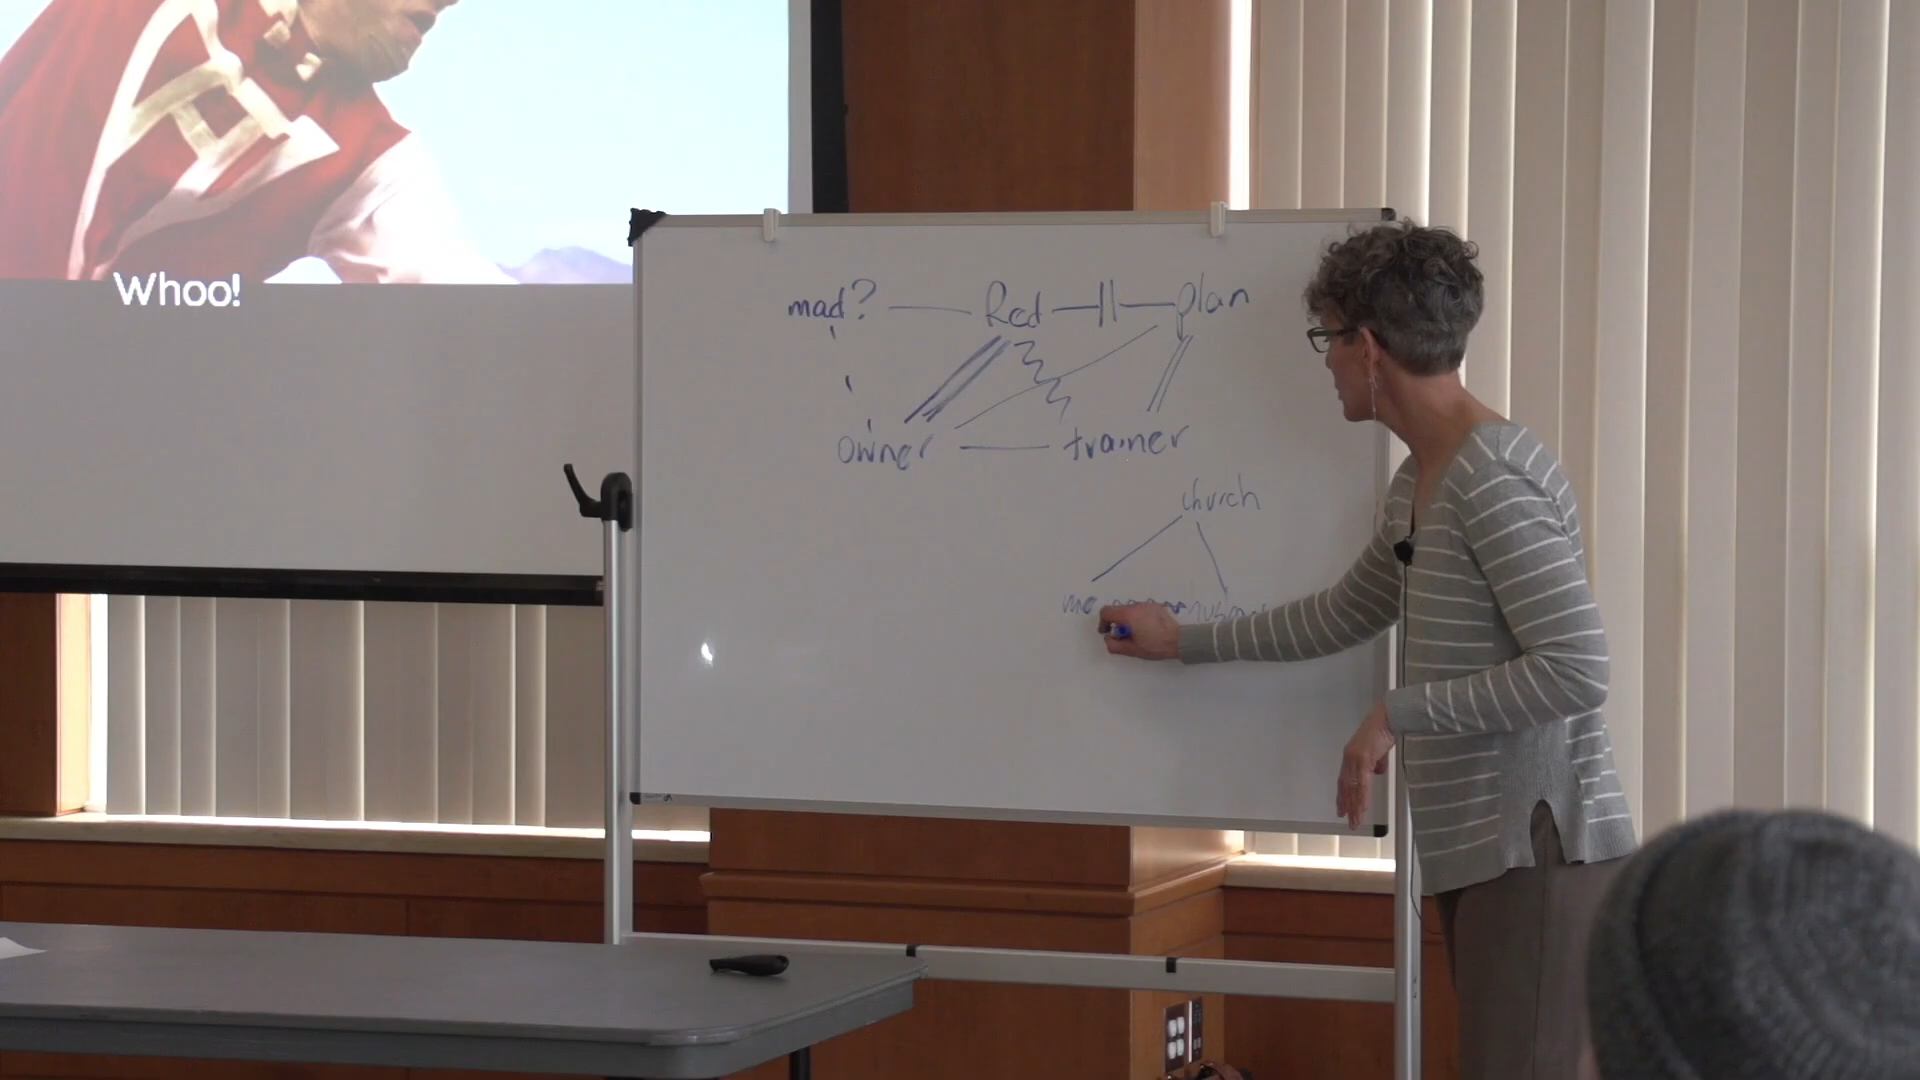 Whoo!
mad? Red plan
owner trainer
church
me